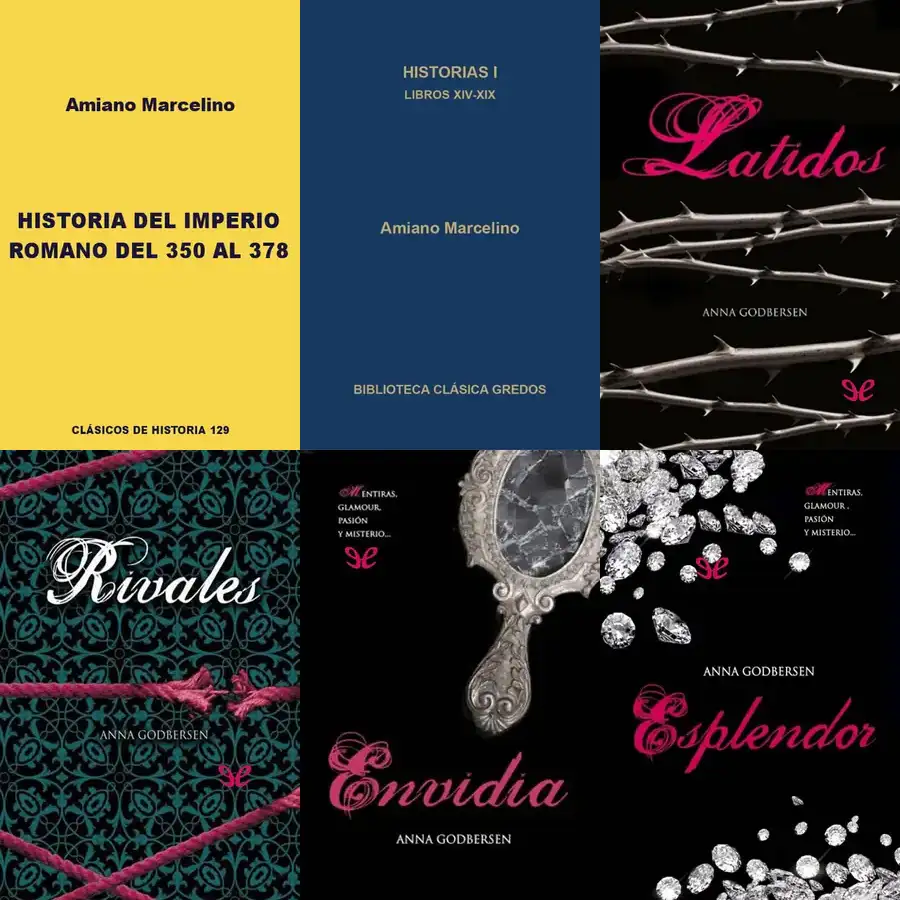 Amiano Marcelino
HISTORIA DEL IMPERIO
ROMANO DEL 350 AL 378
CLÁSICOS DE HISTORIA 129
HISTORIAS I
LIBROS XIV-XIX
Amiano Marcelino
BIBLIOTECA CLÁSICA GREDOS
Latidos
ANNA GODBERSEN
Rivales
ANNA GODBERSEN
MENTIRAS,
GLAMOUR,
PASIÓN
Y MISTERIO...
Envidia
ANNA GODBERSEN
MENTIRAS,
GLAMOUR,
PASIÓN
Y MISTERIO...
ANNA GODBERSEN
Esplendor